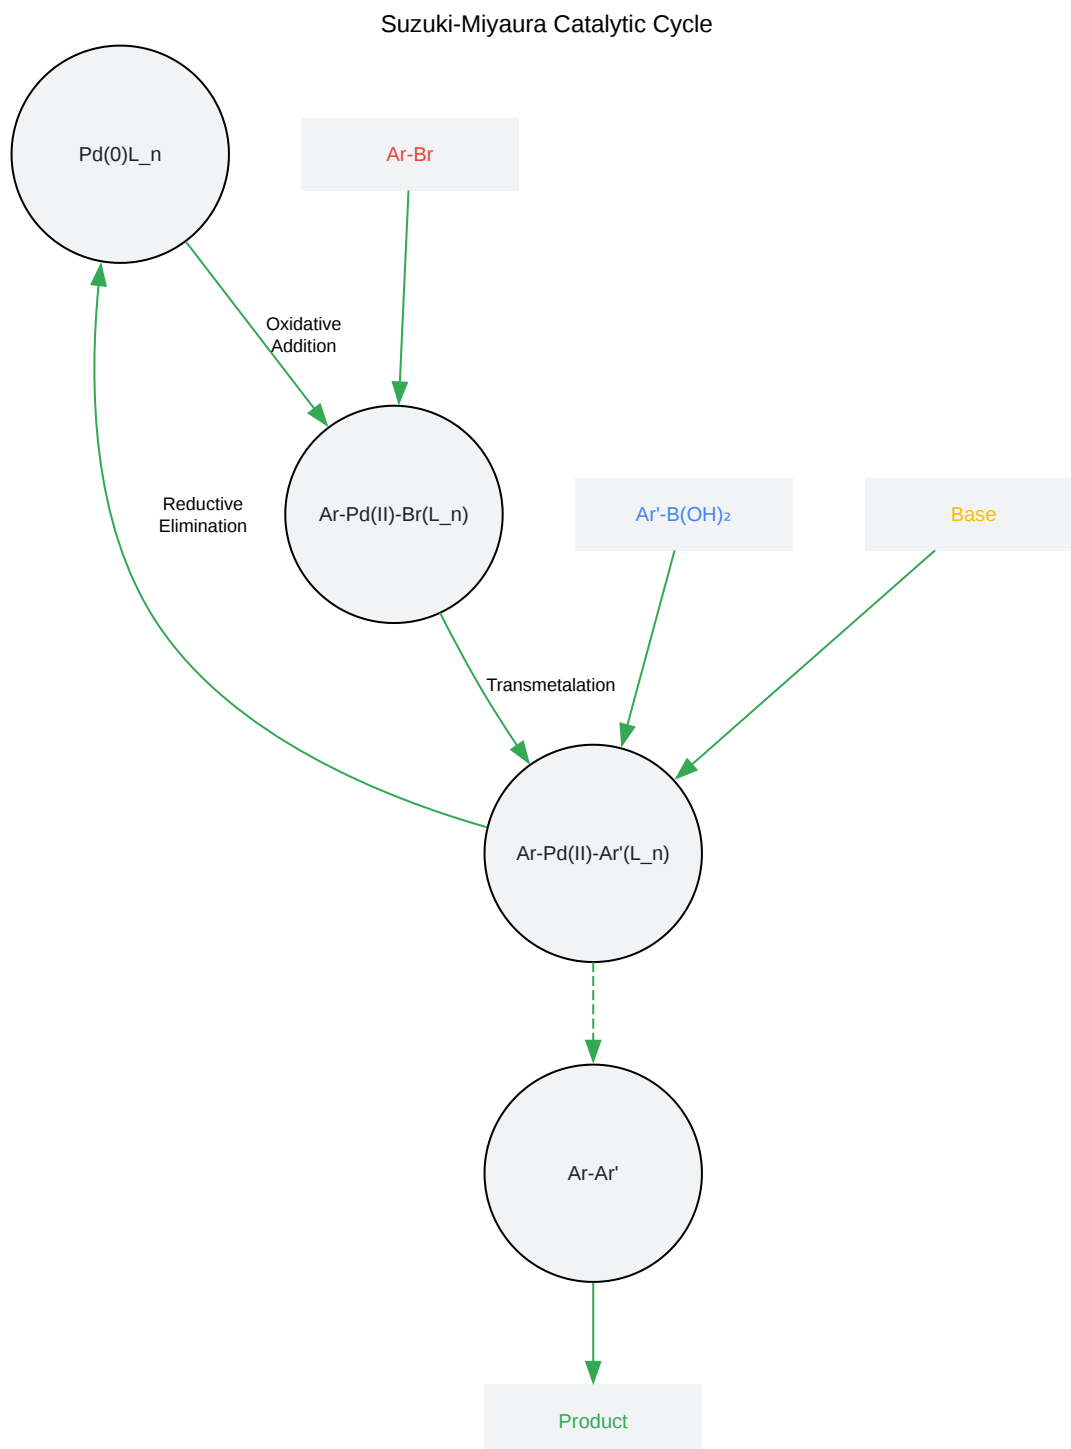 Suzuki-Miyaura Catalytic Cycle
Pd(0)L_n
Ar-Br
Oxidative
Addition
Reductive
Elimination
Ar-Pd(II)-Br(L_n)
Ar'-B(OH)₂
Base
Transmetalation
Ar-Pd(II)-Ar'(L_n)
Ar-Ar'
Product